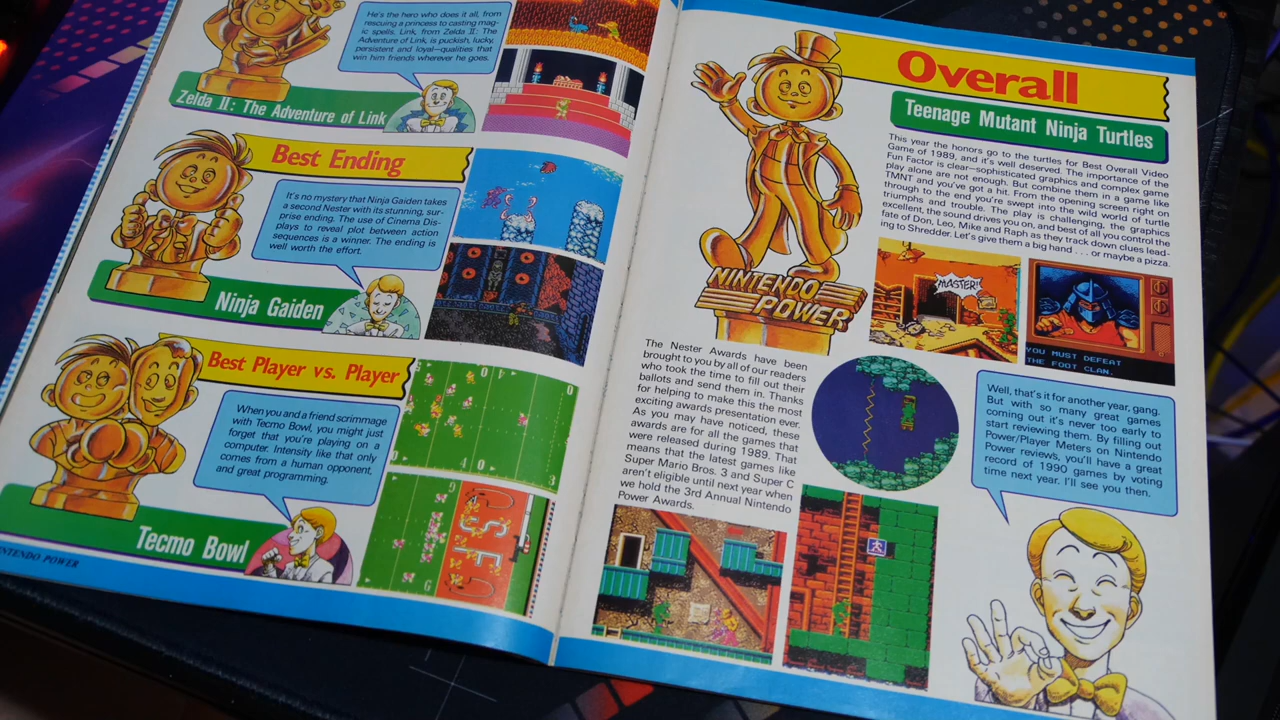 He's the hero who does it all, from
rescuing a princess to casting mag-
ic spells. Link, from Zelda II: The
Adventure of Link, is puckish, lucky,
persistent and loyal—qualities that
win him friends wherever he goes.
Zelda II: The Adventure of Link
Best Ending
It's no mystery that Ninja Gaiden takes
a second Nester with its stunning, sur-
prise ending. The use of Cinema Dis-
plays to reveal plot between action
sequences is a winner. The ending is
well worth the effort.
Ninja Gaiden
Best Player vs. Player
When you and a friend scrimmage
with Tecmo Bowl, you might just
forget that you're playing on a
computer. Intensity like that only
comes from a human opponent,
and great programming.
Tecmo Bowl
NINTENDO POWER
Overall
Teenage Mutant Ninja Turtles
This year the honors go to the turtles for Best Overall Video
Game of 1989, and it's well deserved. The importance of the
Fun Factor is clear—sophisticated graphics and complex game
play alone are not enough. But combine them in a game like
TMNT and you've got a hit. From the opening screen right on
through to the end you're swept into the wild world of turtle
triumphs and trouble. The play is challenging, the graphics
excellent, the sound drives you on, and best of all you control the
fate of Don, Leo, Mike and Raph as they track down clues lead-
ing to Shredder. Let's give them a big hand . . . or maybe a pizza.
NINTENDO
POWER
MASTER!
YOU MUST DEFEAT
THE FOOT CLAN.
The Nester Awards have been
brought to you by all of our readers
who took the time to fill out their
ballots and send them in. Thanks
for helping to make this the most
exciting awards presentation ever.
As you may have noticed, these
awards are for all the games that
were released during 1989. That
means that the latest games like
Super Mario Bros. 3 and Super C
aren't eligible until next year when
we hold the 3rd Annual Nintendo
Power Awards.
Well, that's it for another year, gang.
But with so many great games
coming out it's never too early to
start reviewing them. By filling out
Power/Player Meters on Nintendo
Power reviews, you'll have a great
record of 1990 games by voting
time next year. I'll see you then.